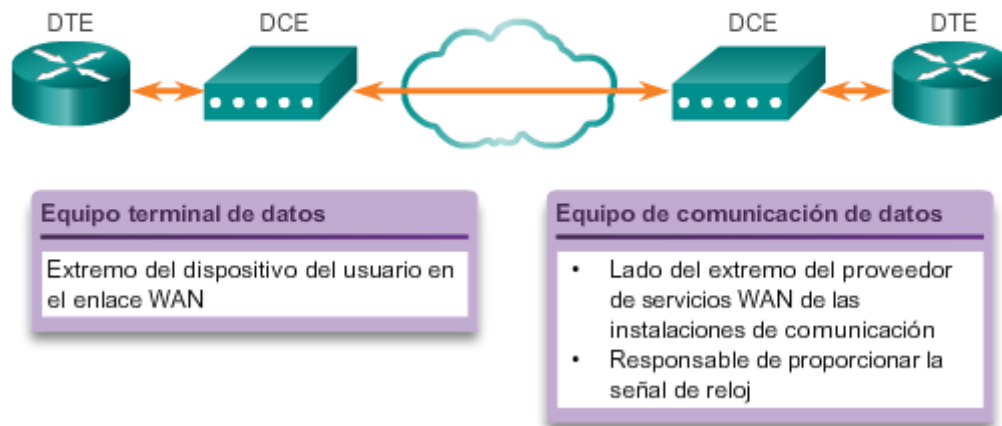 DTE
DCE
DCE
DTE
Equipo terminal de datos
Extremo del dispositivo del usuario en
el enlace WAN
Equipo de comunicación de datos
• Lado del extremo del proveedor
de servicios WAN de las
instalaciones de comunicación
• Responsable de proporcionar la
señal de reloj